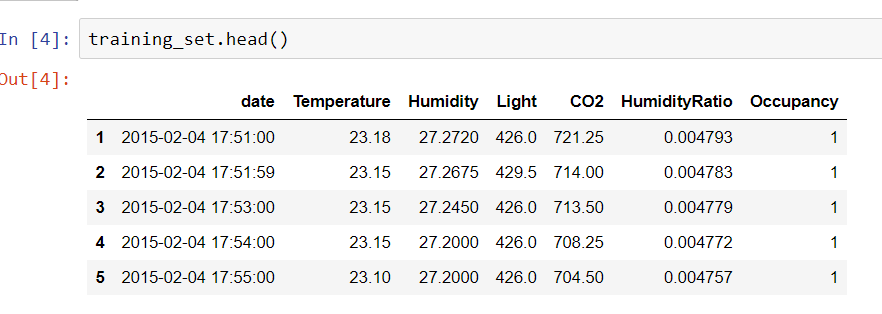 In [4]: training_set.head()
Out[4]:
date Temperature Humidity Light CO2 HumidityRatio Occupancy
1 2015-02-04 17:51:00 23.18 27.2720 426.0 721.25 0.004793 1
2 2015-02-04 17:51:59 23.15 27.2675 429.5 714.00 0.004783 1
3 2015-02-04 17:53:00 23.15 27.2450 426.0 713.50 0.004779 1
4 2015-02-04 17:54:00 23.15 27.2000 426.0 708.25 0.004772 1
5 2015-02-04 17:55:00 23.10 27.2000 426.0 704.50 0.004757 1